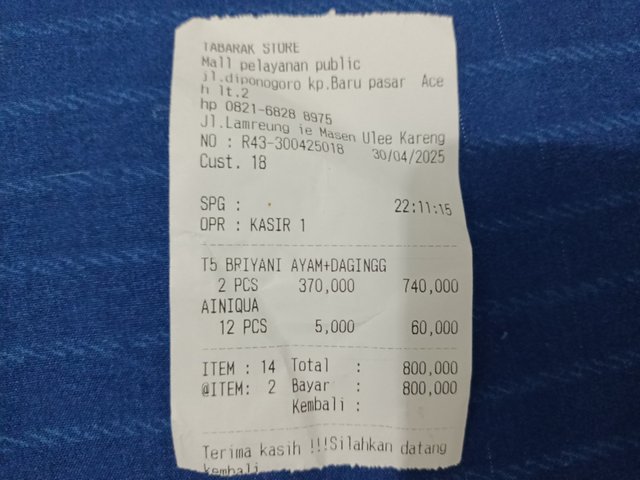 TABARAK STORE
Mall pelayanan public
jl.diponogoro kp.Baru pasar Ace
h lt.2
hp 0821-6828 8975
Jl.Lamreung ie Masen Ulee Kareng
NO : R43-300425018 30/04/2025
Cust. 18
SPG : 22:11:15
OPR : KASIR 1
T5 BRIYANI AYAM+DAGINGG
2 PCS 370,000 740,000
AINIQUA
12 PCS 5,000 60,000
ITEM : 14 Total : 800,000
@ITEM: 2 Bayar : 800,000
Kembali :
Terima kasih !!!Silahkan datang
kembali